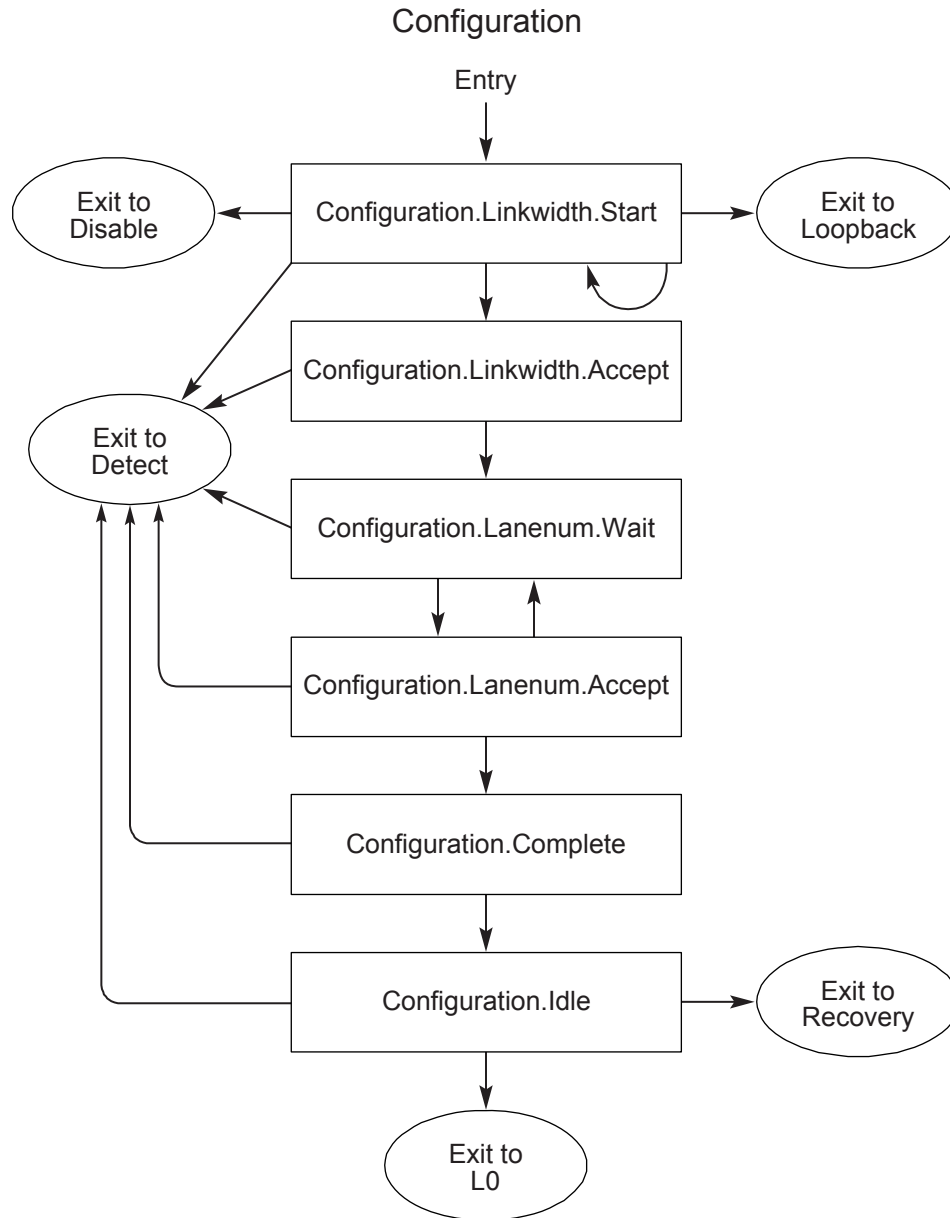 Configuration
Entry
Exit to
Disable
Configuration.Linkwidth.Start
Exit to
Loopback
Configuration.Linkwidth.Accept
Exit to
Detect
Configuration.Lanenum.Wait
Configuration.Lanenum.Accept
Configuration.Complete
Configuration.Idle
Exit to
Recovery
Exit to
L0